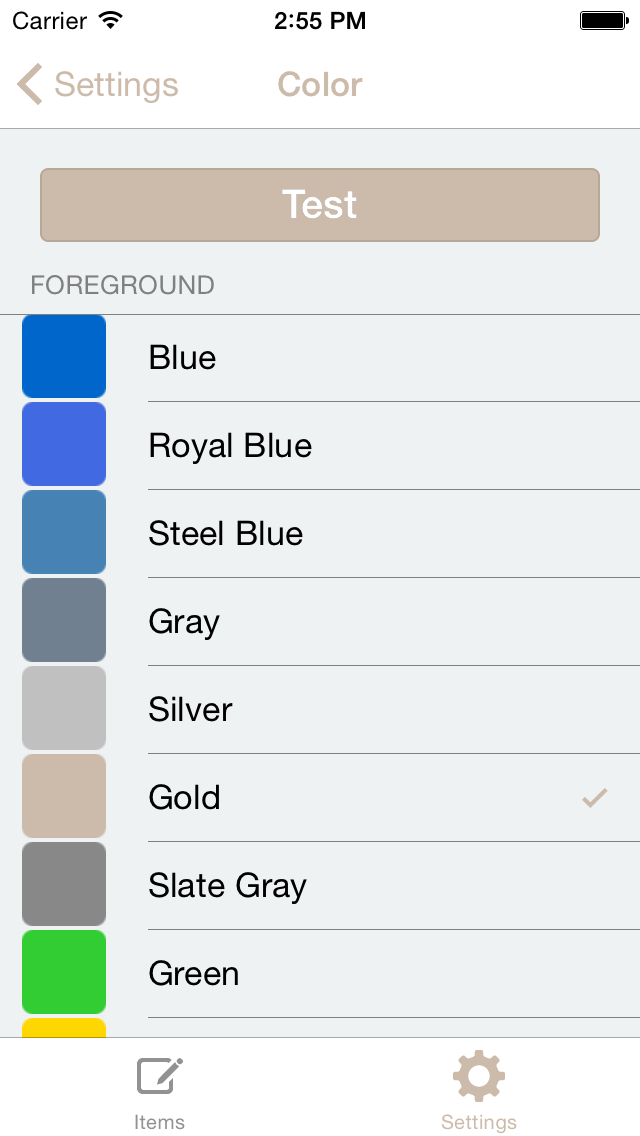 Carrier 2:55 PM
Settings Color
Test
FOREGROUND
Blue
Royal Blue
Steel Blue
Gray
Silver
Gold
Slate Gray
Green
Items Settings